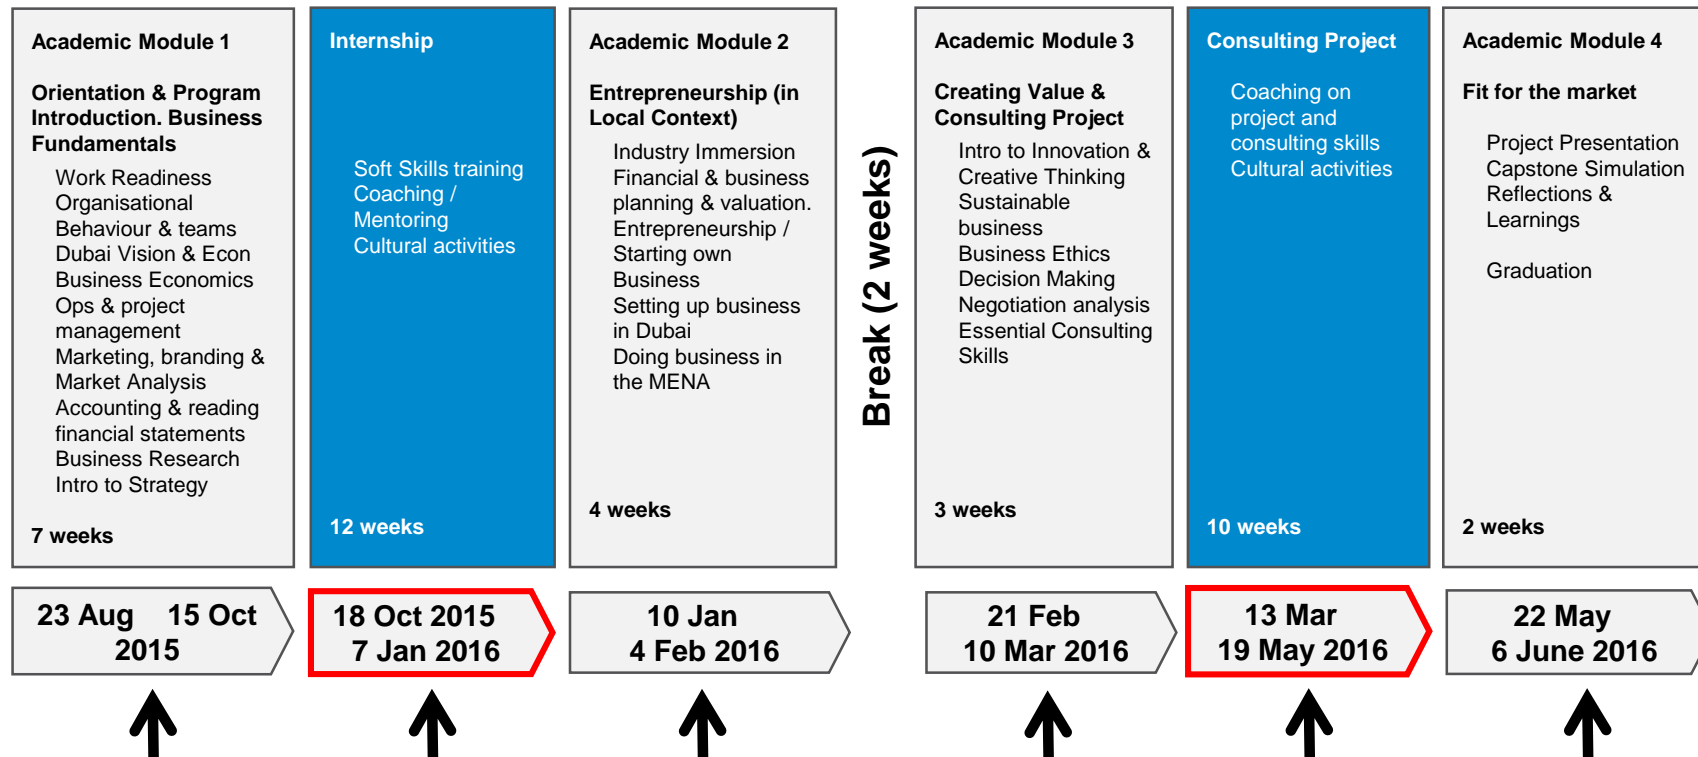 Academic Module 1
Orientation & Program
Introduction. Business
Fundamentals
Work Readiness
Organisational
Behaviour & teams
Dubai Vision & Econ
Business Economics
Ops & project
management
Marketing, branding &
Market Analysis
Accounting & reading
financial statements
Business Research
Intro to Strategy
7 weeks
Internship
Soft Skills training
Coaching /
Mentoring
Cultural activities
12 weeks
Academic Module 2
Entrepreneurship (in
Local Context)
Industry Immersion
Financial & business
planning & valuation.
Entrepreneurship /
Starting own
Business
Setting up business
in Dubai
Doing business in
the MENA
4 weeks
Break (2 weeks)
Academic Module 3
Creating Value &
Consulting Project
Intro to Innovation &
Creative Thinking
Sustainable
business
Business Ethics
Decision Making
Negotiation analysis
Essential Consulting
Skills
3 weeks
Consulting Project
Coaching on
project and
consulting skills
Cultural activities
10 weeks
Academic Module 4
Fit for the market
Project Presentation
Capstone Simulation
Reflections &
Learnings
Graduation
2 weeks
23 Aug 15 Oct
2015
18 Oct 2015
7 Jan 2016
10 Jan
4 Feb 2016
21 Feb
10 Mar 2016
13 Mar
19 May 2016
22 May
6 June 2016